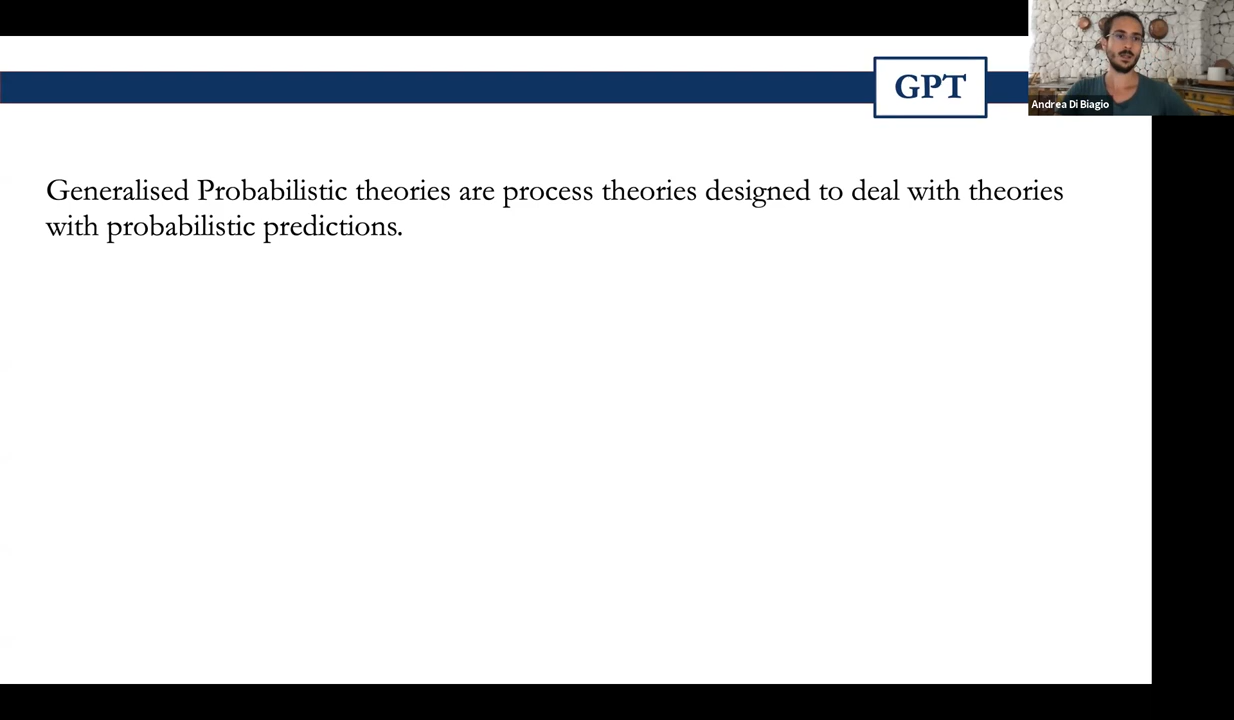 GPT
Andrea Di Biagio
Generalised Probabilistic theories are process theories designed to deal with theories
with probabilistic predictions.